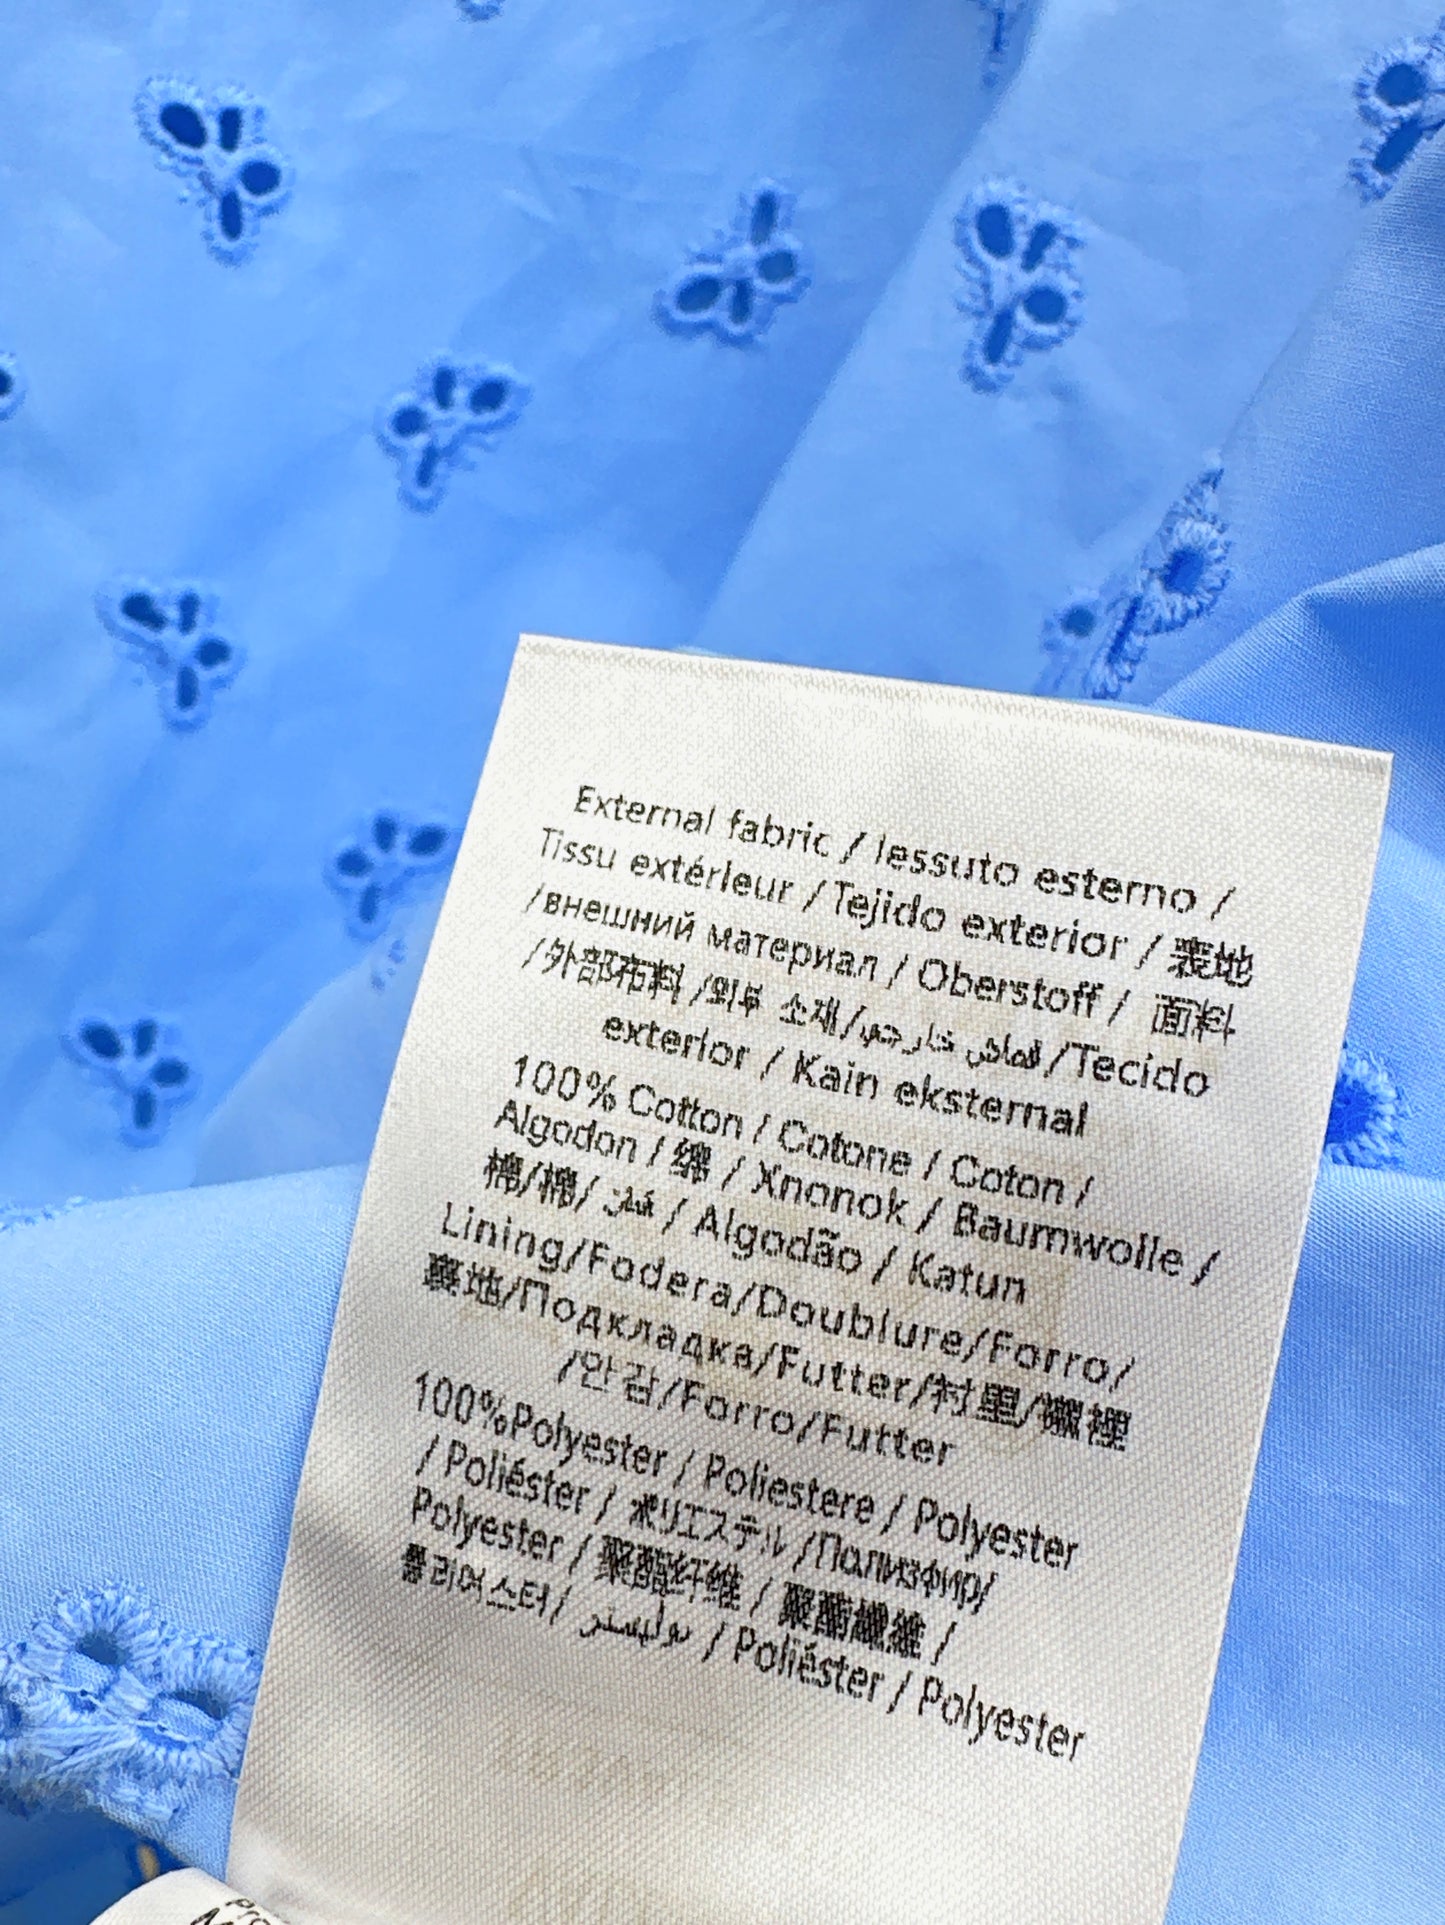 External fabric / Tessuto esterno /
Tissu extérieur / Tejido exterior / 表地
/внешний материал / Oberstoff / 面料
/外部布料 /외부 소재/قماش خارجي /Tecido
exterior / Kain eksternal
100% Cotton / Cotone / Coton /
Algodon / 綿 / Хлопок / Baumwolle /
棉/棉/ قطن / Algodão / Katun
Lining/Fodera/Doublure/Forro/
裏地/Подкладка/Futter/衬里/襯裡
/안감/Forro/Futter
100%Polyester / Poliestere / Polyester
/ Poliéster / ポリエステル /Полиэфир/
Polyester / 聚酯纤维 / 聚酯纖維 /
폴리에스터/ بوليستر / Poliéster / Polyester